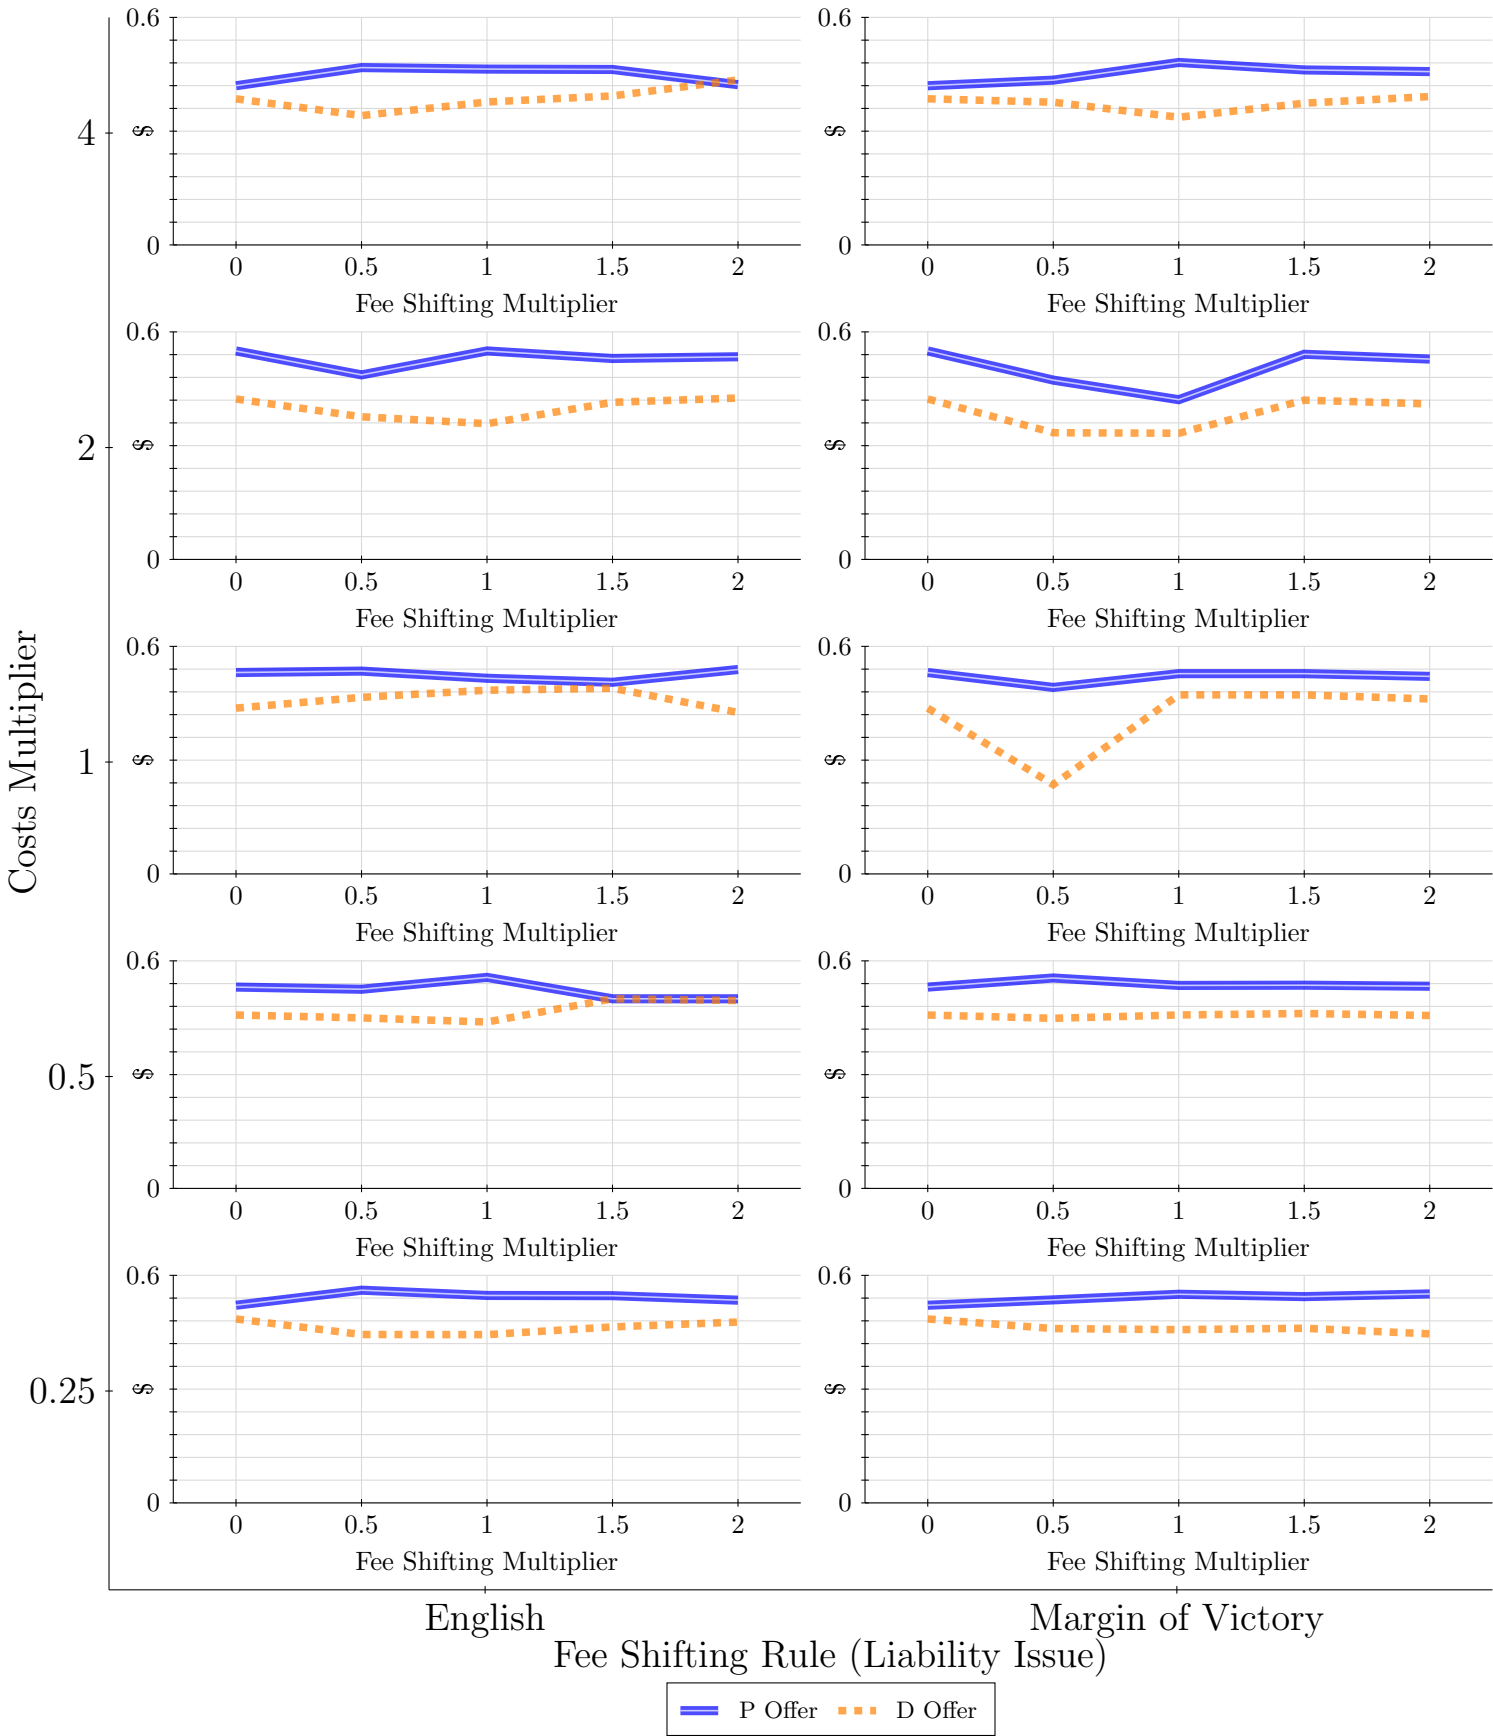 0.6
0.6
4
$
$
0
0
0 0.5 1 1.5 2
0 0.5 1 1.5 2
Fee Shifting Multiplier
Fee Shifting Multiplier
0.6
0.6
2
$
$
0
0
0 0.5 1 1.5 2
0 0.5 1 1.5 2
Fee Shifting Multiplier
Fee Shifting Multiplier
Costs Multiplier
0.6
0.6
1
$
$
0
0
0 0.5 1 1.5 2
0 0.5 1 1.5 2
Fee Shifting Multiplier
Fee Shifting Multiplier
0.6
0.6
0.5
$
$
0
0
0 0.5 1 1.5 2
0 0.5 1 1.5 2
Fee Shifting Multiplier
Fee Shifting Multiplier
0.6
0.6
0.25
$
$
0
0
0 0.5 1 1.5 2
0 0.5 1 1.5 2
Fee Shifting Multiplier
Fee Shifting Multiplier
English
Margin of Victory
Fee Shifting Rule (Liability Issue)
P Offer
D Offer